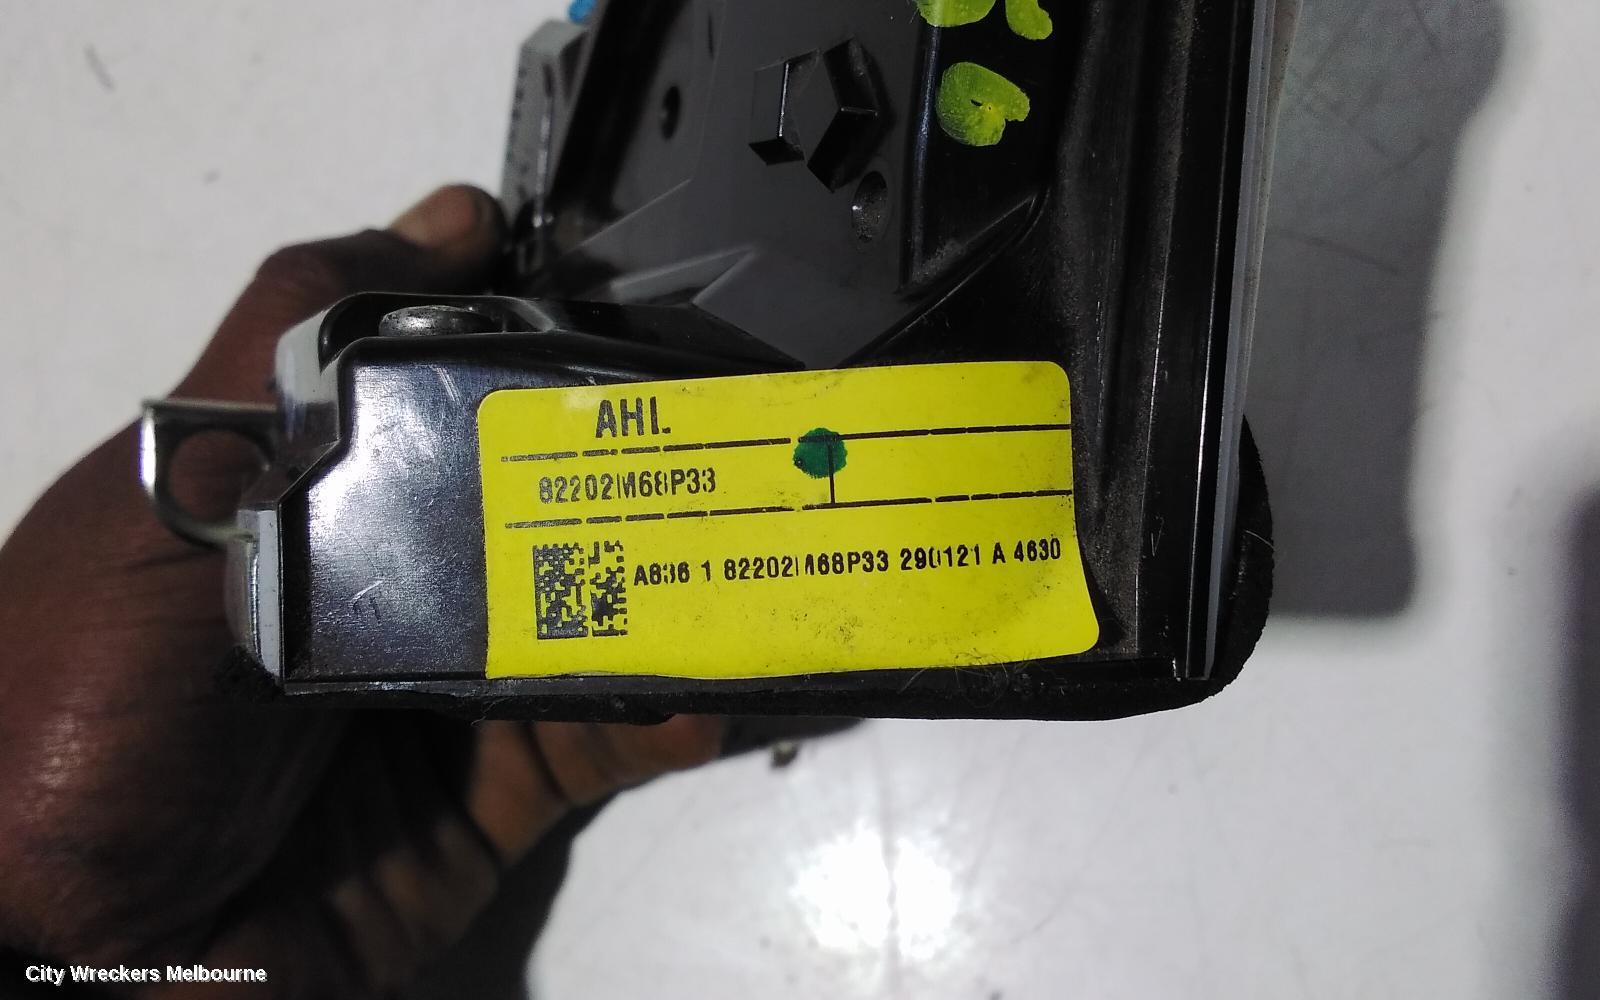 AHL
82202M68P33
A836 1 82202M68P33 290121 A 4630
City Wreckers Melbourne